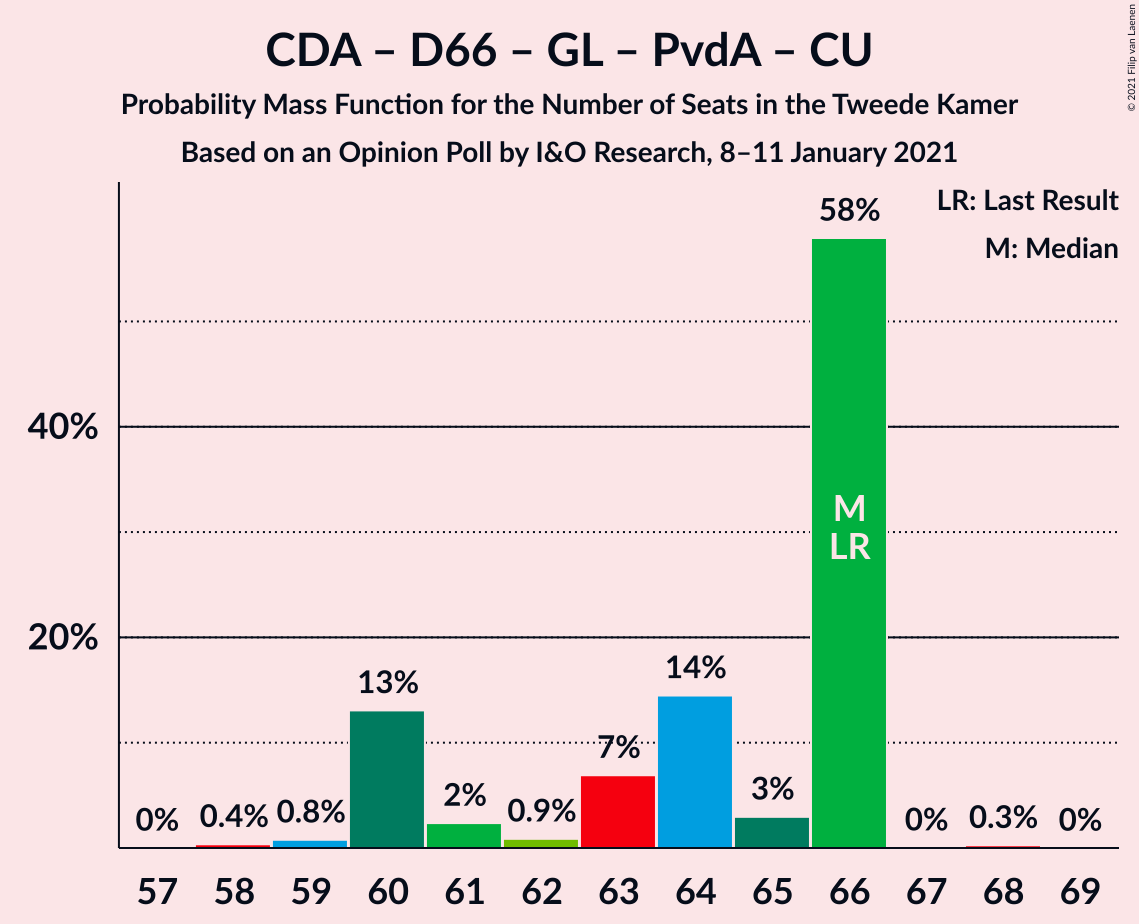 CDA – D66 – GL – PvdA – CU
Probability Mass Function for the Number of Seats in the Tweede Kamer
Based on an Opinion Poll by I&O Research, 8–11 January 2021
© 2021 Filip van Laenen
LR: Last Result
M: Median
40%
20%
0%
0.4%
0.8%
13%
2%
0.9%
7%
14%
3%
58%
M
LR
0%
0.3%
0%
57 58 59 60 61 62 63 64 65 66 67 68 69